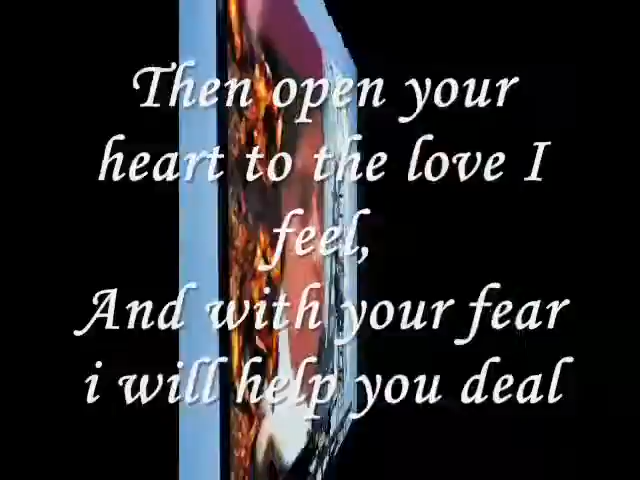 Then open your
heart to the love I
feel,
And with your fear
i will help you deal